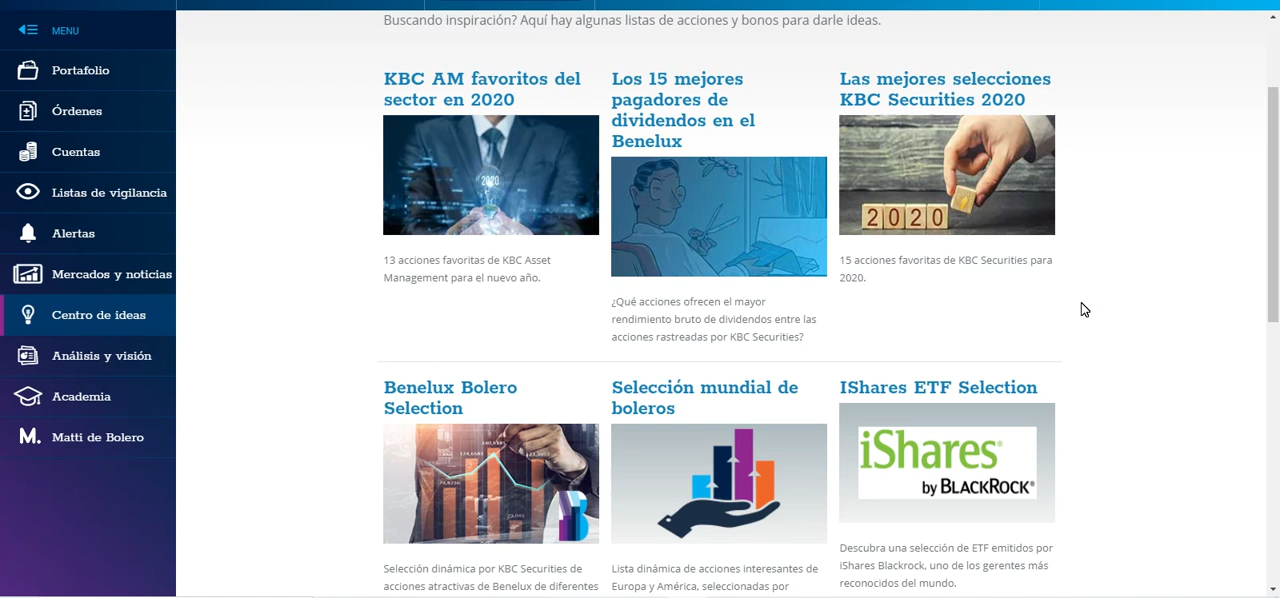 MENU
Portafolio
Órdenes
Cuentas
Listas de vigilancia
Alertas
Mercados y noticias
Centro de ideas
Análisis y visión
Academia
M.
Matti de Bolero
Buscando inspiración? Aquí hay algunas listas de acciones y bonos para darle ideas.
KBC AM favoritos del
sector en 2020
2020
13 acciones favoritas de KBC Asset
Management para el nuevo año.
Los 15 mejores
pagadores de
dividendos en el
Benelux
¿Qué acciones ofrecen el mayor
rendimiento bruto de dividendos entre las
acciones rastreadas por KBC Securities?
Las mejores selecciones
KBC Securities 2020
2020
15 acciones favoritas de KBC Securities para
2020.
Benelux Bolero
Selection
Selección dinámica por KBC Securities de
acciones atractivas de Benelux de diferentes
Selección mundial de
boleros
Lista dinámica de acciones interesantes de
Europa y América, seleccionadas por
IShares ETF Selection
iShares®
by BLACKROCK®
Descubra una selección de ETF emitidos por
iShares Blackrock, uno de los gerentes más
reconocidos del mundo.